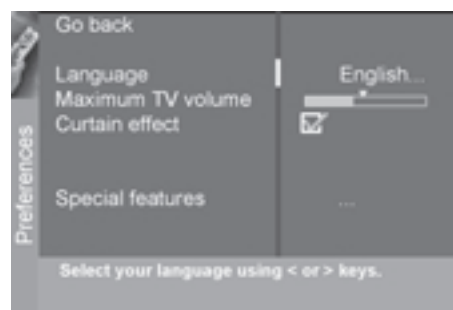 Go back
Language English...
Maximum TV volume
Curtain effect
Special features ...
Preferences
Select your language using < or > keys.